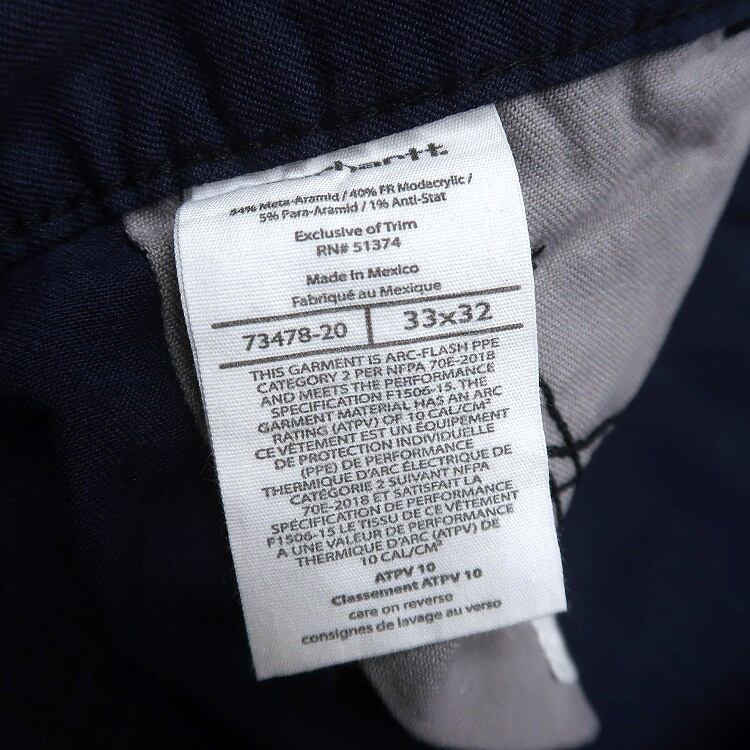 54% Meta-Aramid / 40% FR Modacrylic /
5% Para-Aramid / 1% Anti-Stat
Exclusive of Trim
RN# 51374
Made in Mexico
Fabriqué au Mexique
73478-20 33x32
THIS GARMENT IS ARC-FLASH PPE
CATEGORY 2 PER NFPA 70E-2018
AND MEETS THE PERFORMANCE
SPECIFICATION F1506-15. THE
GARMENT MATERIAL HAS AN ARC
RATING (ATPV) OF 10 CAL/CM²
CE VÊTEMENT EST UN ÉQUIPEMENT
DE PROTECTION INDIVIDUELLE
(PPE) DE PERFORMANCE
THERMIQUE D'ARC ÉLECTRIQUE DE
CATÉGORIE 2 SUIVANT NFPA
70E-2018 ET SATISFAIT LA
SPÉCIFICATION DE PERFORMANCE
F1506-15 LE TISSU DE CE VÊTEMENT
A UNE VALEUR DE PERFORMANCE
THERMIQUE D'ARC (ATPV) DE
10 CAL/CM²
ATPV 10
Classement ATPV 10
care on reverse
consignes de lavage au verso